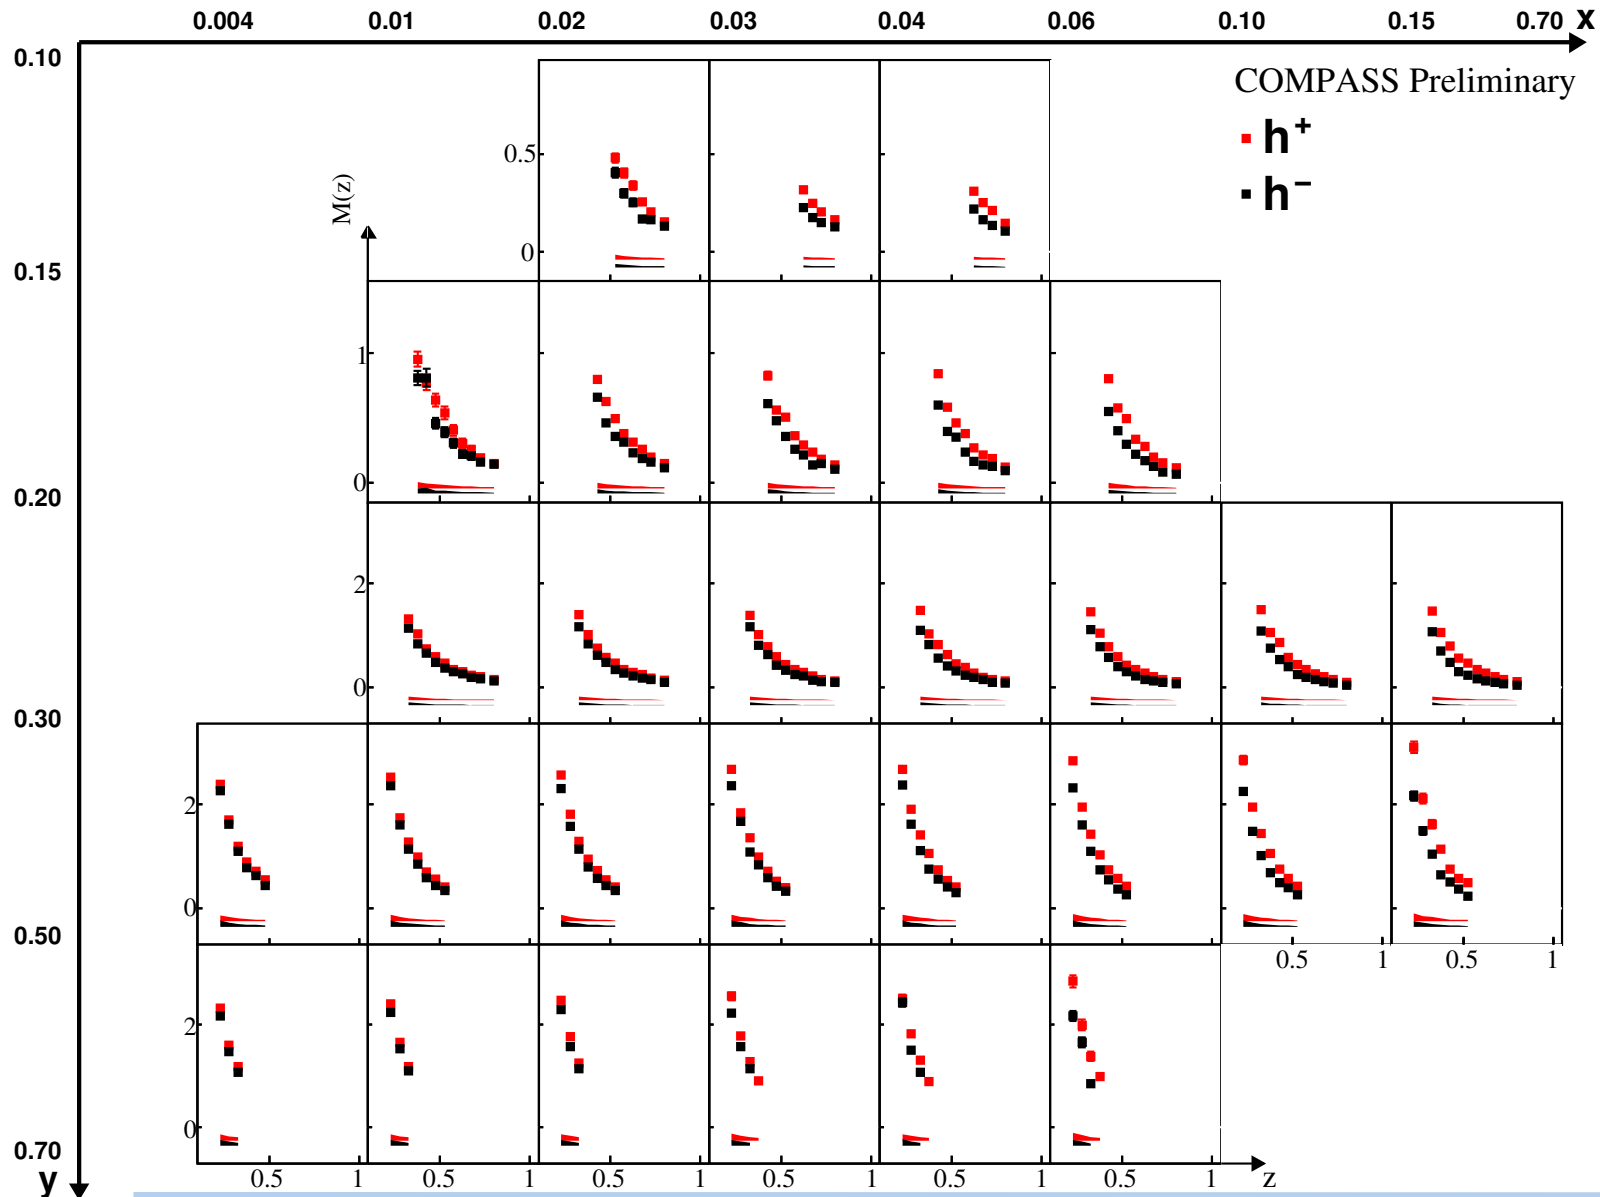 0.004 0.01 0.02 0.03 0.04 0.06 0.10 0.15 0.70 x
0.10
COMPASS Preliminary
h⁺
h⁻
0.5
M(z)
0
0.15
1
0
0.20
2
0
0.30
2
0
0.50
0.5 1 0.5 1
2
0
0.70
0.5 1 0.5 1 0.5 1 0.5 1 0.5 1 0.5 1 z
y